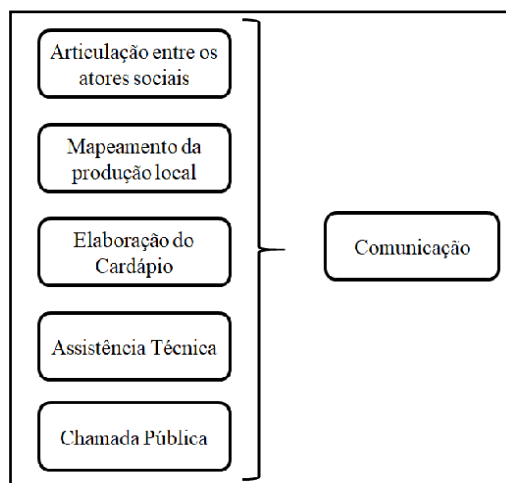 Articulação entre os
atores sociais
Mapeamento da
produção local
Elaboração do
Cardápio
Comunicação
Assistência Técnica
Chamada Pública